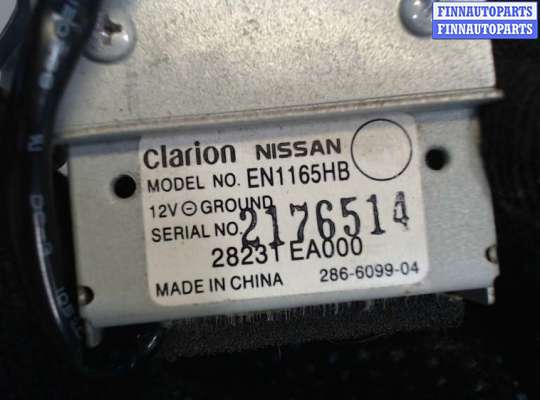 FINNAUTOPARTS
FINNAUTOPARTS
clarion NISSAN
MODEL NO. EN1165HB
12V ⊖ GROUND
SERIAL NO. 2176514
28231 EA000
MADE IN CHINA 286-6099-04